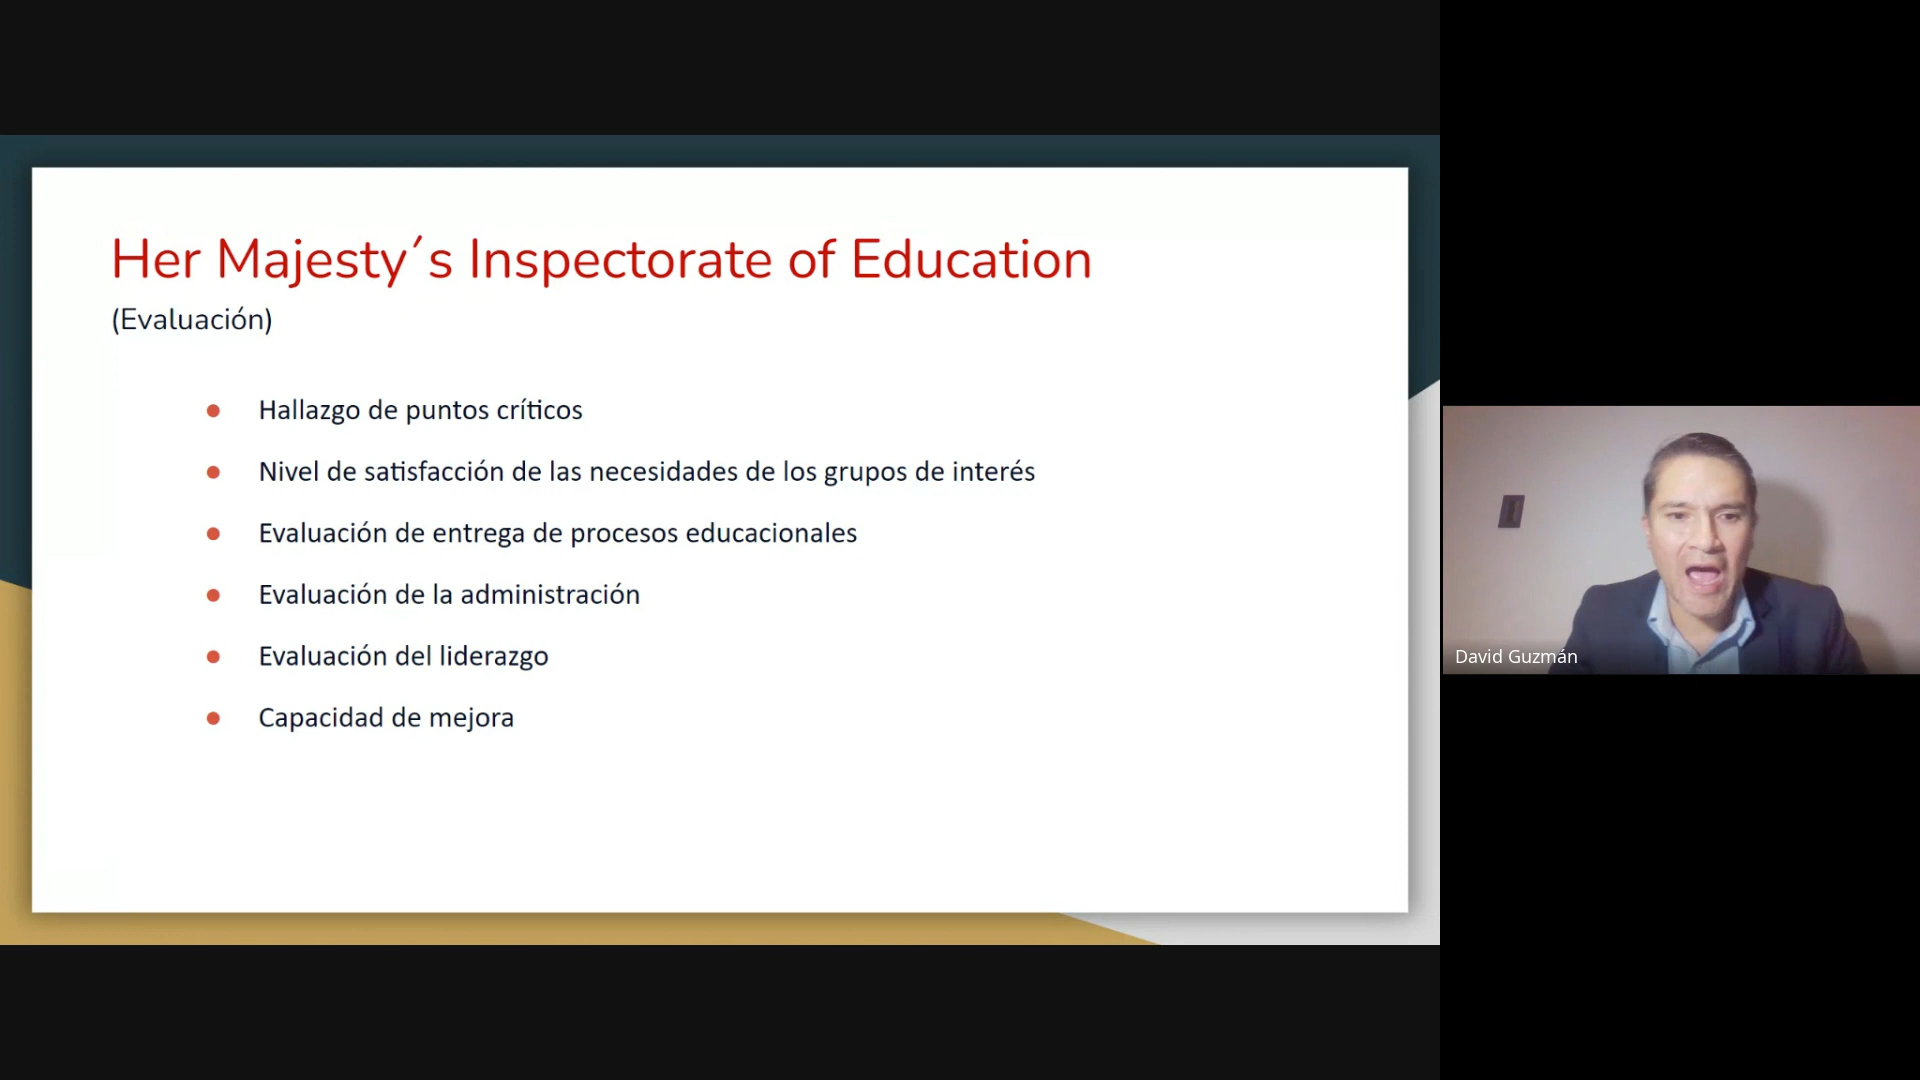 Her Majesty´s Inspectorate of Education
(Evaluación)
Hallazgo de puntos críticos
Nivel de satisfacción de las necesidades de los grupos de interés
Evaluación de entrega de procesos educacionales
Evaluación de la administración
Evaluación del liderazgo
Capacidad de mejora
David Guzmán